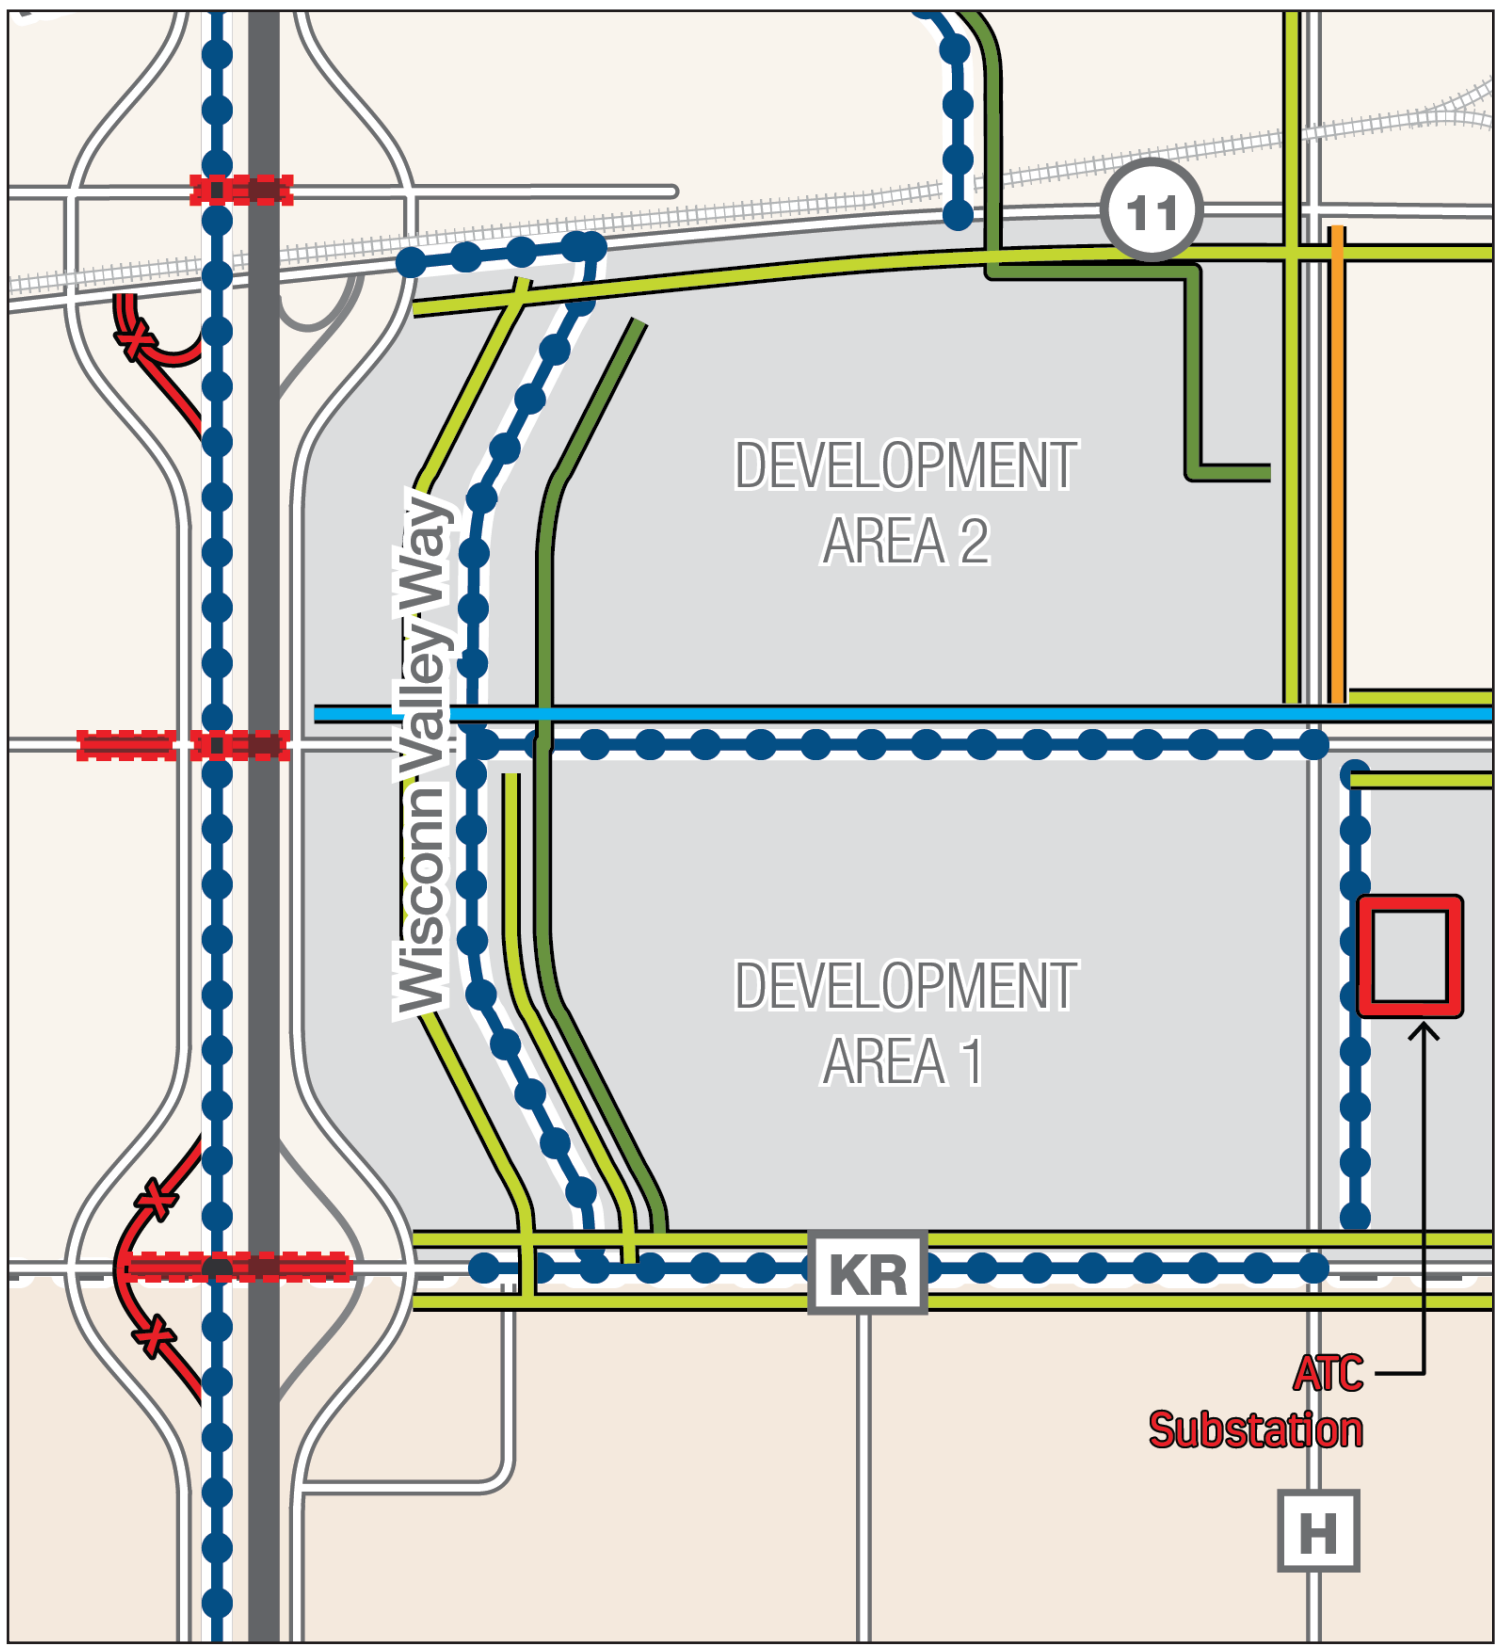 11
DEVELOPMENT
AREA 2
Wisconn Valley Way
DEVELOPMENT
AREA 1
KR
ATC
Substation
H